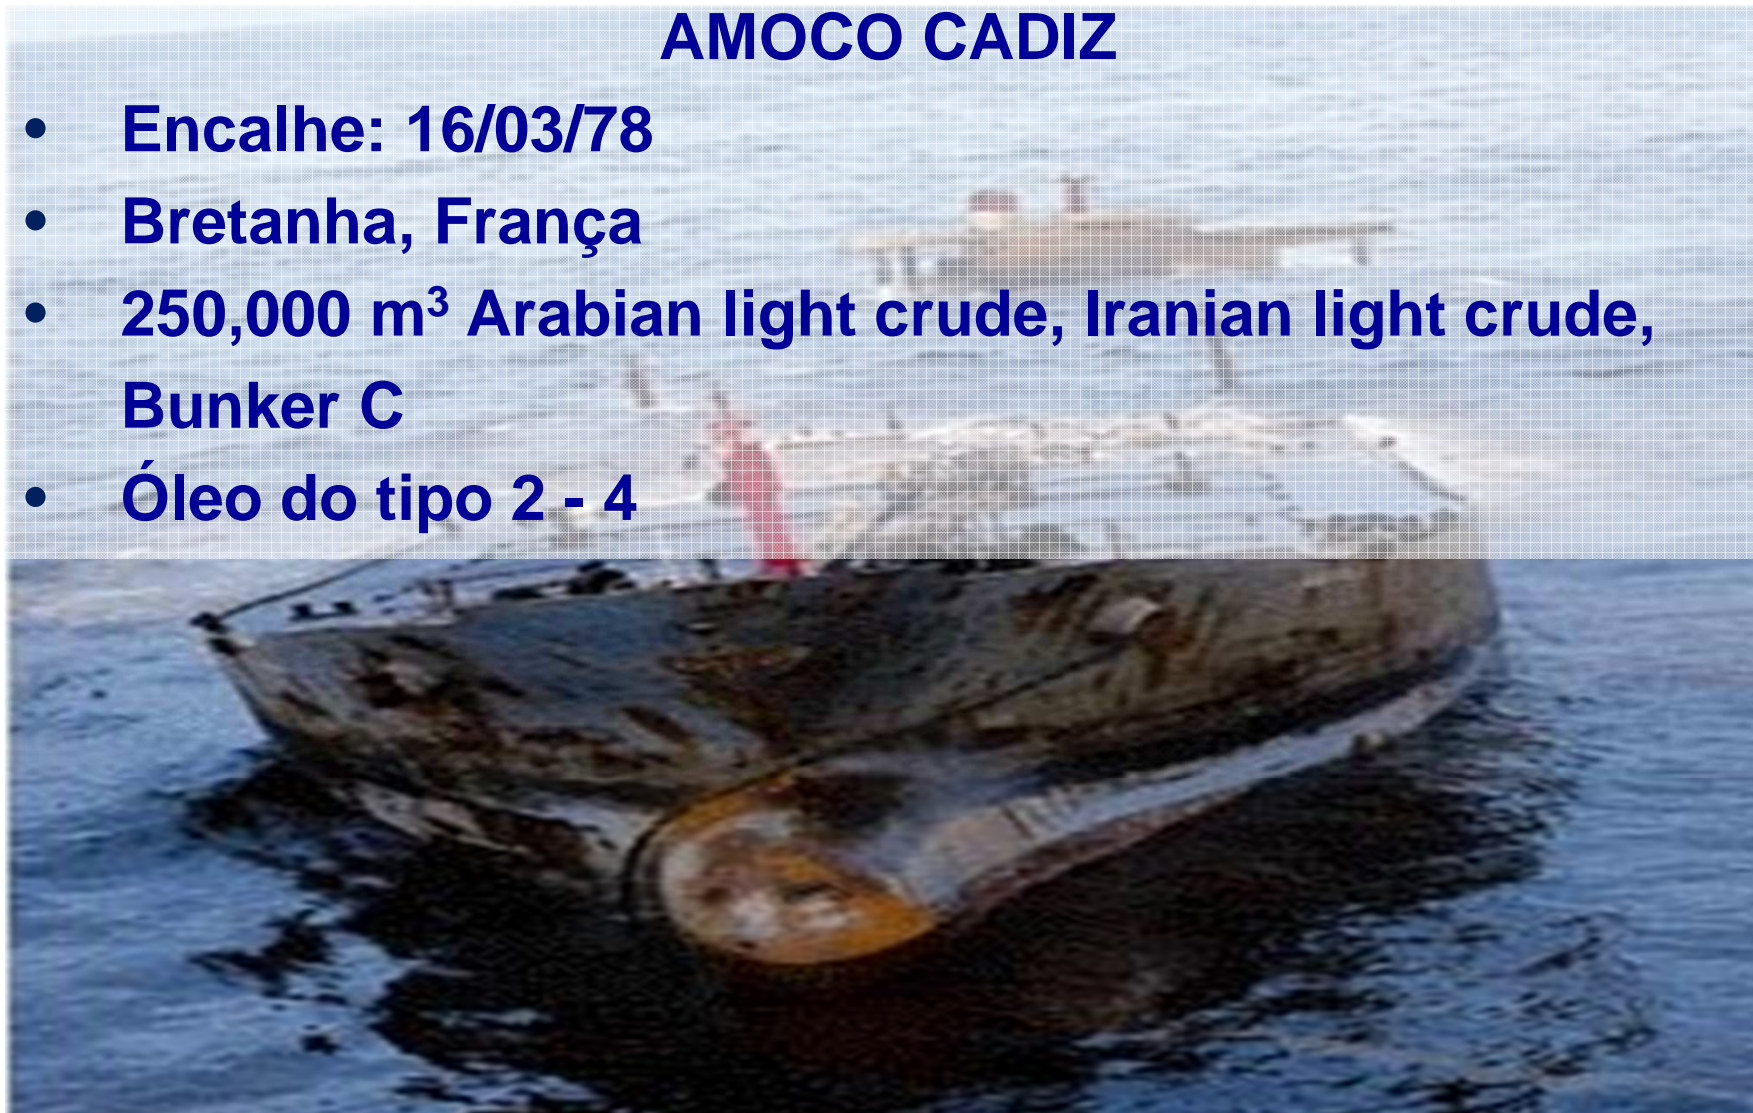 AMOCO CADIZ
• Encalhe: 16/03/78
• Bretanha, França
• 250,000 m³ Arabian light crude, Iranian light crude,
Bunker C
• Óleo do tipo 2 - 4